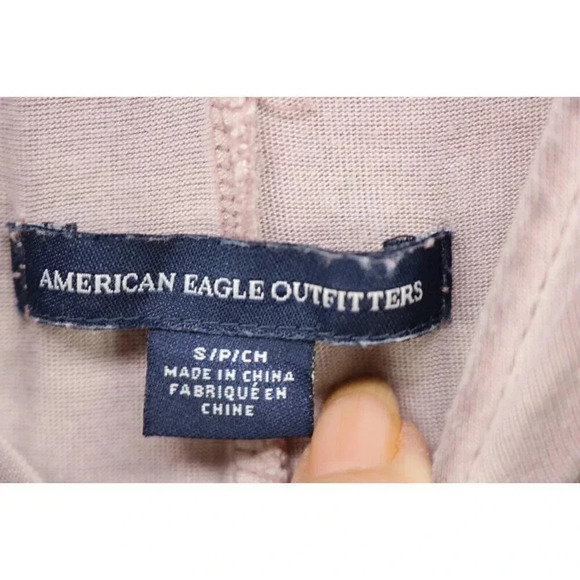 AMERICAN EAGLE OUTFITTERS
S/P/CH
MADE IN CHINA
FABRIQUÉ EN
CHINE